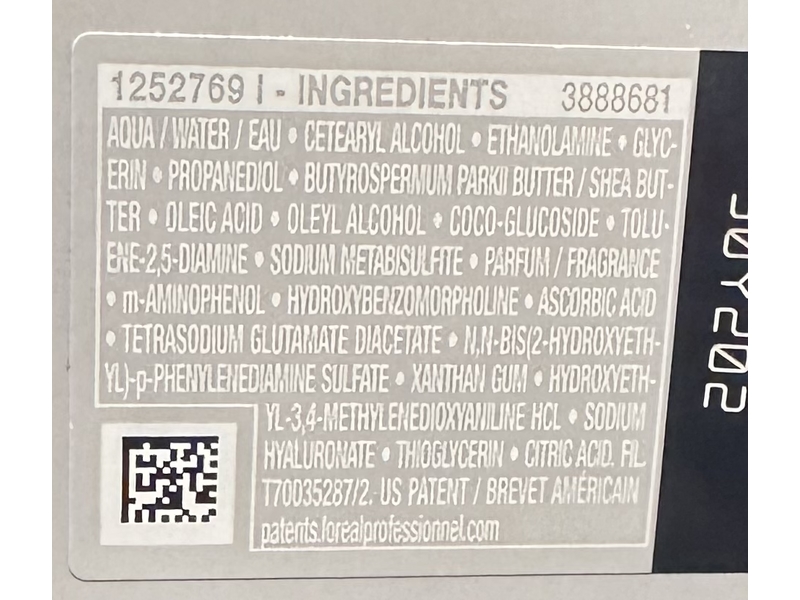 1252769 I - INGREDIENTS 3888681
AQUA / WATER / EAU • CETEARYL ALCOHOL • ETHANOLAMINE • GLYC-
ERIN • PROPANEDIOL • BUTYROSPERMUM PARKII BUTTER / SHEA BUT-
TER • OLEIC ACID • OLEYL ALCOHOL • COCO-GLUCOSIDE • TOLU-
ENE-2,5-DIAMINE • SODIUM METABISULFITE • PARFUM / FRAGRANCE
• m-AMINOPHENOL • HYDROXYBENZOMORPHOLINE • ASCORBIC ACID
• TETRASODIUM GLUTAMATE DIACETATE • N,N-BIS(2-HYDROXYETH-
YL)-p-PHENYLENEDIAMINE SULFATE • XANTHAN GUM • HYDROXYETH-
YL-3,4-METHYLENEDIOXYANILINE HCL • SODIUM
HYALURONATE • THIOGLYCERIN • CITRIC ACID. FIL
T70035287/2. US PATENT / BREVET AMÉRICAIN
patents.lorealprofessionnel.com